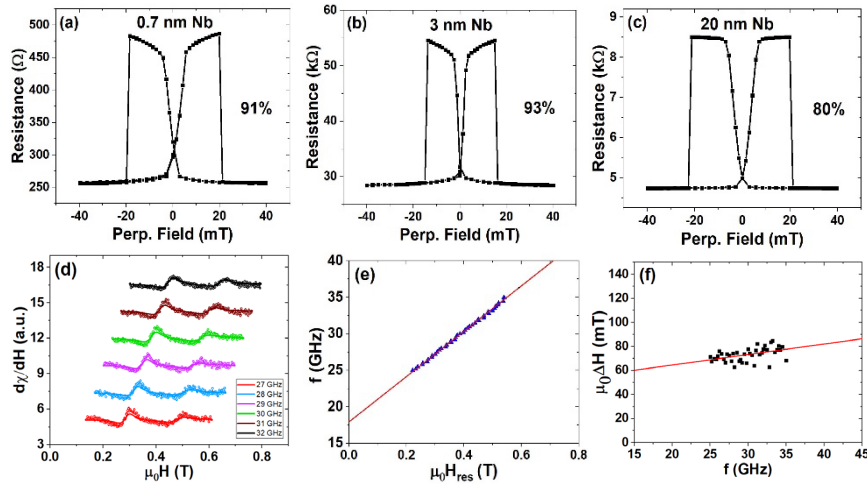 (a) 0.7 nm Nb
Resistance (Ω)
500
450
400
350
300
250
91%
-40 -20 0 20 40
Perp. Field (mT)
(b) 3 nm Nb
Resistance (kΩ)
60
50
40
30
93%
-40 -20 0 20 40
Perp. Field (mT)
(c) 20 nm Nb
Resistance (kΩ)
9
8
7
6
5
80%
-40 -20 0 20 40
Perp. Field (mT)
(d)
dχ/dH (a.u.)
18
15
12
9
6
3
27 GHz
28 GHz
29 GHz
30 GHz
31 GHz
32 GHz
0.0 0.2 0.4 0.6 0.8
μ₀H (T)
(e)
f (GHz)
40
35
30
25
20
15
0.0 0.2 0.4 0.6 0.8
μ₀Hres (T)
(f)
μ₀ΔH (mT)
140
120
100
80
60
40
20
0
15 20 25 30 35 40 45
f (GHz)